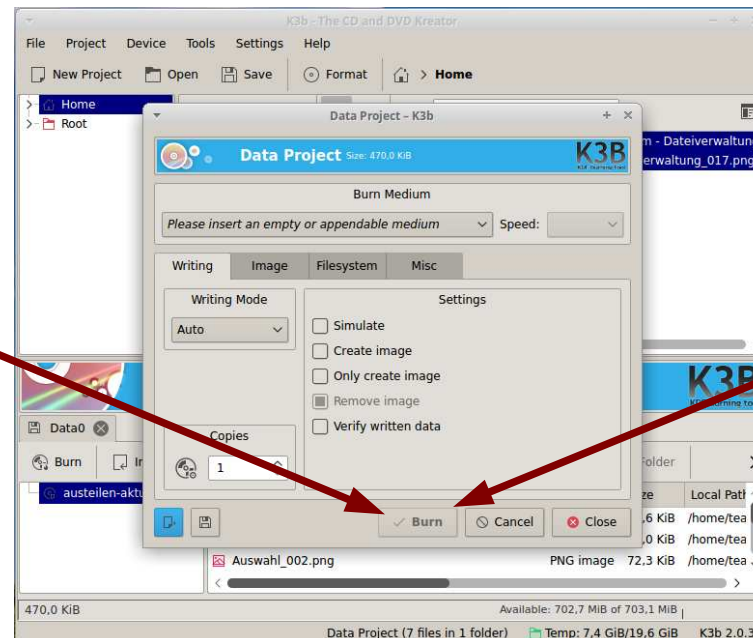 K3b - The CD and DVD Kreator
File Project Device Tools Settings Help
New Project Open Save Format > Home
Home
Root
Data Project – K3b
m - Dateiverwaltun
erwaltung_017.png
Data Project Size: 470,0 KiB
K3B
Burn Medium
Please insert an empty or appendable medium Speed:
Writing Image Filesystem Misc
Writing Mode
Settings
Auto
Simulate
Create image
Only create image
Remove image
Verify written data
K3B
Data0
Copies
Burn
1
older
austeilen-aktu
ze Local Path
Burn Cancel Close
,6 KiB /home/tea
,0 KiB /home/tea
Auswahl_002.png PNG image 72,3 KiB /home/tea
470,0 KiB Available: 702,7 MiB of 703,1 MiB
Data Project (7 files in 1 folder) Temp: 7,4 GiB/19,6 GiB K3b 2.0.3